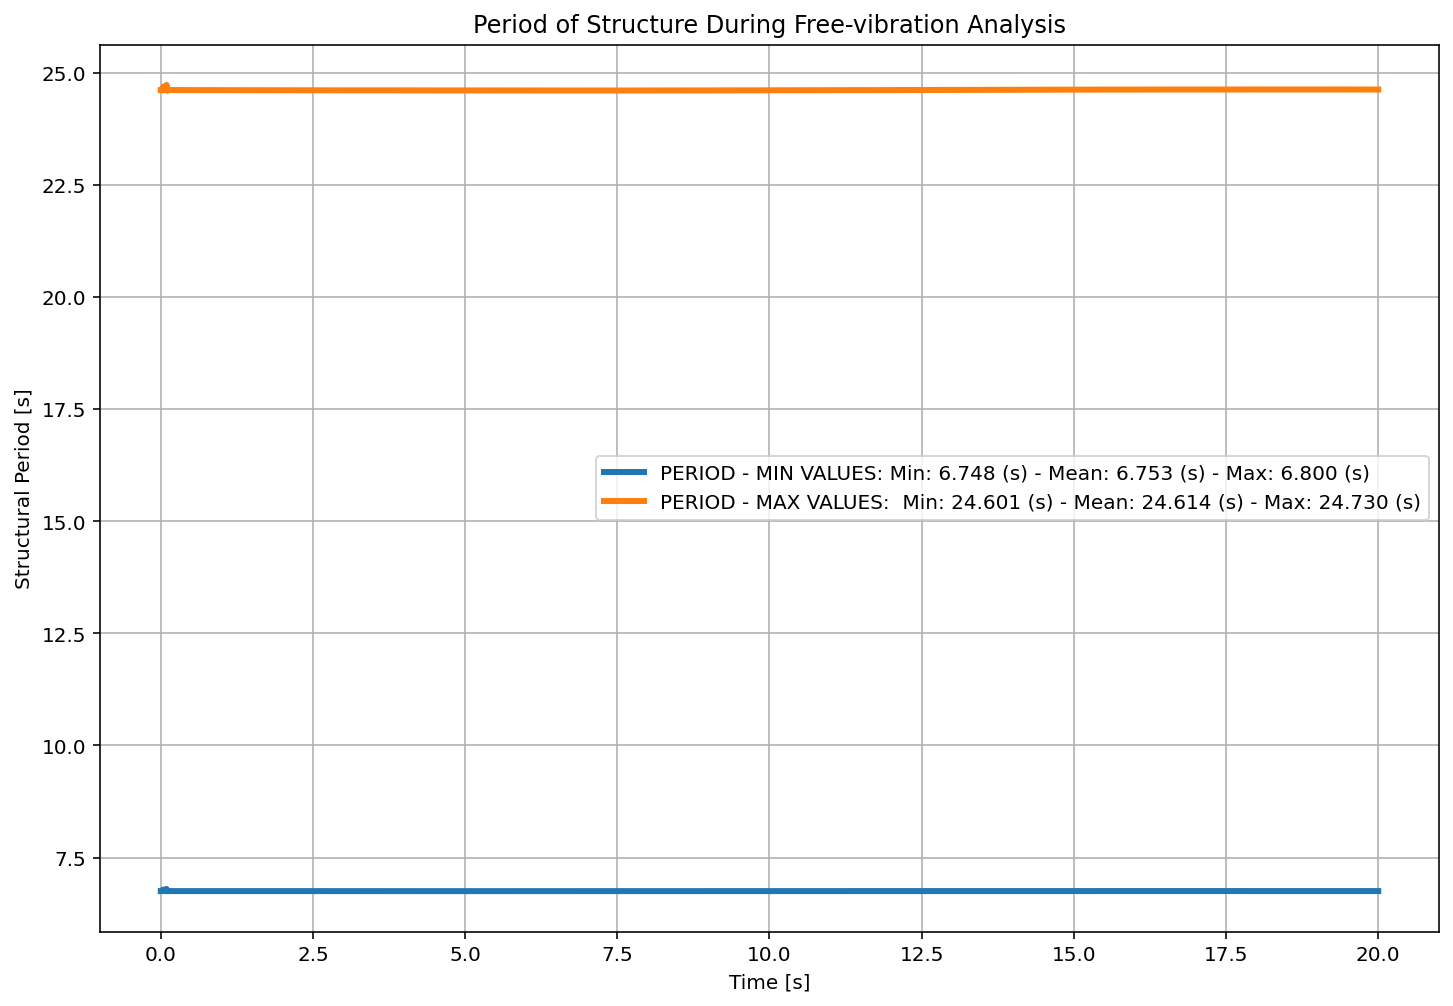 Period of Structure During Free-vibration Analysis
Structural Period [s]
25.0
22.5
20.0
17.5
15.0
12.5
10.0
7.5
PERIOD - MIN VALUES: Min: 6.748 (s) - Mean: 6.753 (s) - Max: 6.800 (s)
PERIOD - MAX VALUES:  Min: 24.601 (s) - Mean: 24.614 (s) - Max: 24.730 (s)
0.0 2.5 5.0 7.5 10.0 12.5 15.0 17.5 20.0
Time [s]